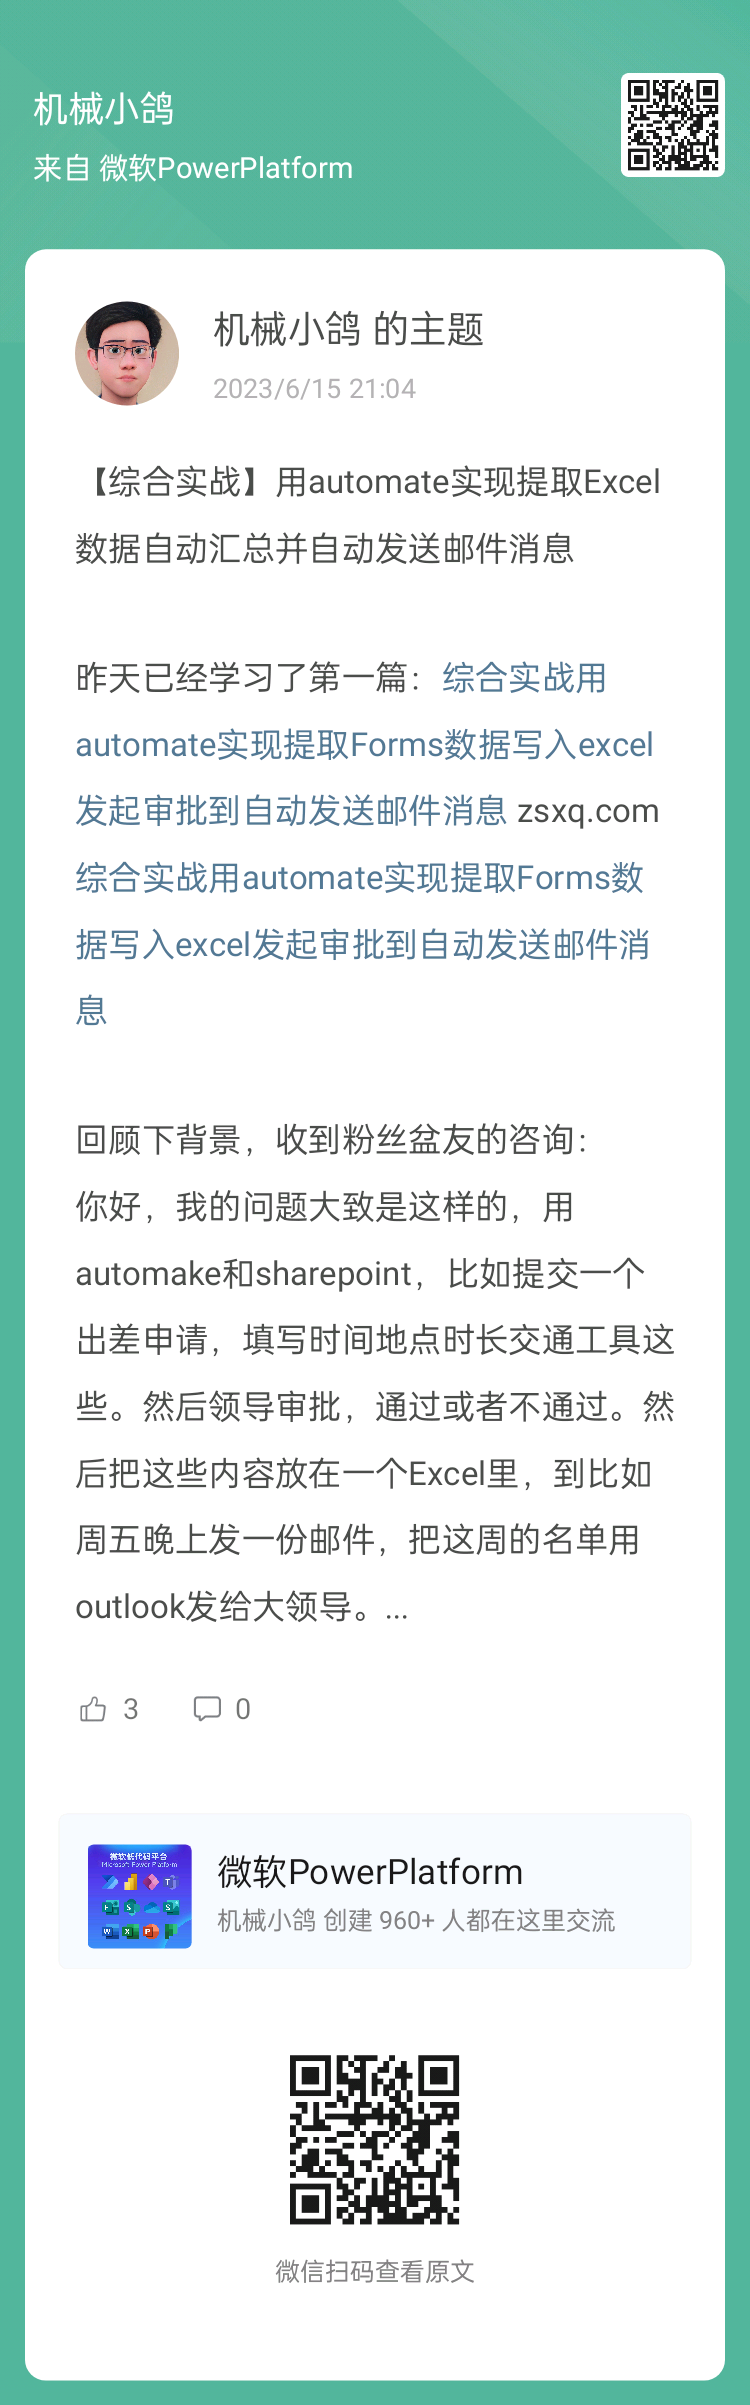 机械小鸽
来自 微软PowerPlatform
机械小鸽 的主题
2023/6/15 21:04
【综合实战】用automate实现提取Excel
数据自动汇总并自动发送邮件消息
昨天已经学习了第一篇：综合实战用
automate实现提取Forms数据写入excel
发起审批到自动发送邮件消息 zsxq.com
综合实战用automate实现提取Forms数
据写入excel发起审批到自动发送邮件消
息
回顾下背景，收到粉丝盆友的咨询：
你好，我的问题大致是这样的，用
automake和sharepoint，比如提交一个
出差申请，填写时间地点时长交通工具这
些。然后领导审批，通过或者不通过。然
后把这些内容放在一个Excel里，到比如
周五晚上发一份邮件，把这周的名单用
outlook发给大领导。...
3 0
微软低代码平台
Microsoft Power Platform
微软PowerPlatform
机械小鸽 创建 960+ 人都在这里交流
微信扫码查看原文